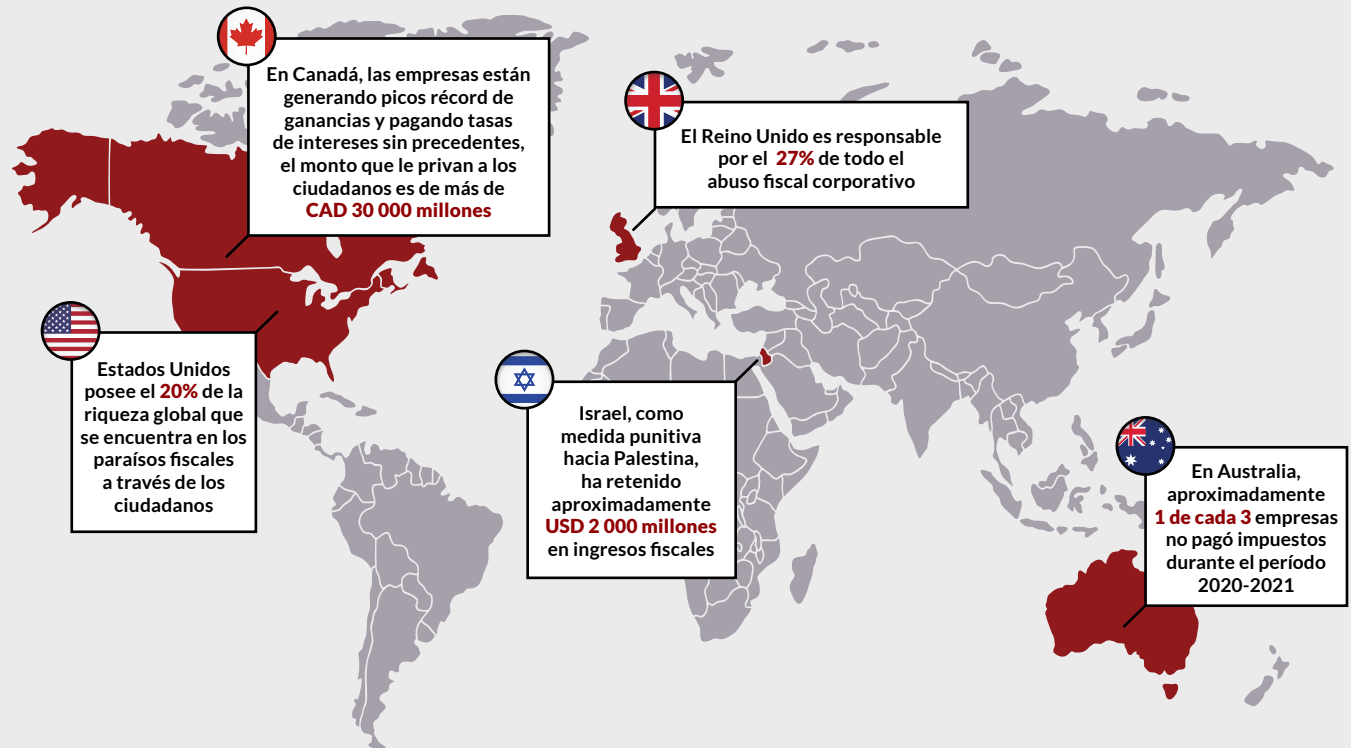 En Canadá, las empresas están
generando picos récord de
ganancias y pagando tasas
de intereses sin precedentes,
el monto que le privan a los
ciudadanos es de más de
CAD 30 000 millones
El Reino Unido es responsable
por el 27% de todo el
abuso fiscal corporativo
Estados Unidos
posee el 20% de la
riqueza global que
se encuentra en los
paraísos fiscales
a través de los
ciudadanos
Israel, como
medida punitiva
hacia Palestina,
ha retenido
aproximadamente
USD 2 000 millones
en ingresos fiscales
En Australia,
aproximadamente
1 de cada 3 empresas
no pagó impuestos
durante el período
2020-2021